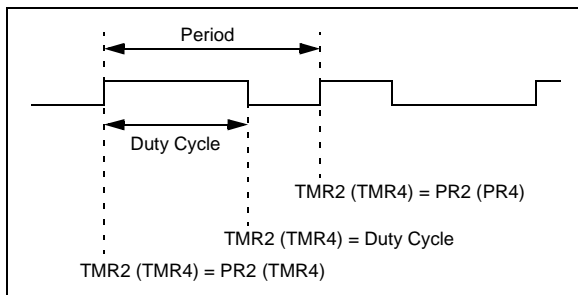 Period
Duty Cycle
TMR2 (TMR4) = PR2 (PR4)
TMR2 (TMR4) = Duty Cycle
TMR2 (TMR4) = PR2 (TMR4)